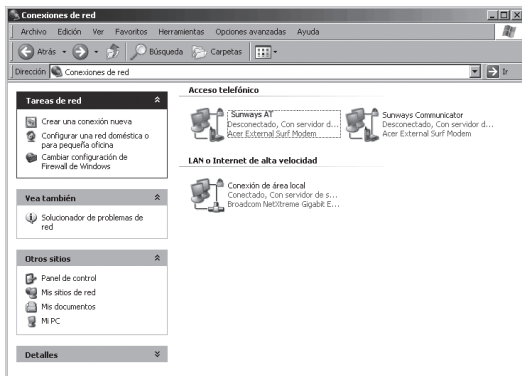 Conexiones de red
Archivo Edición Ver Favoritos Herramientas Opciones avanzadas Ayuda
Atrás Búsqueda Carpetas
Dirección Conexiones de red Ir
Tareas de red
Crear una conexión nueva
Configurar una red doméstica o
para pequeña oficina
Cambiar configuración de
Firewall de Windows
Vea también
Solucionador de problemas de
red
Otros sitios
Panel de control
Mis sitios de red
Mis documentos
Mi PC
Detalles
Acceso telefónico
Sunways AT
Desconectado, Con servidor d...
Acer External Surf Modem
Sunways Communicator
Desconectado, Con servidor d...
Acer External Surf Modem
LAN o Internet de alta velocidad
Conexión de área local
Conectado, Con servidor de s...
Broadcom NetXtreme Gigabit E...